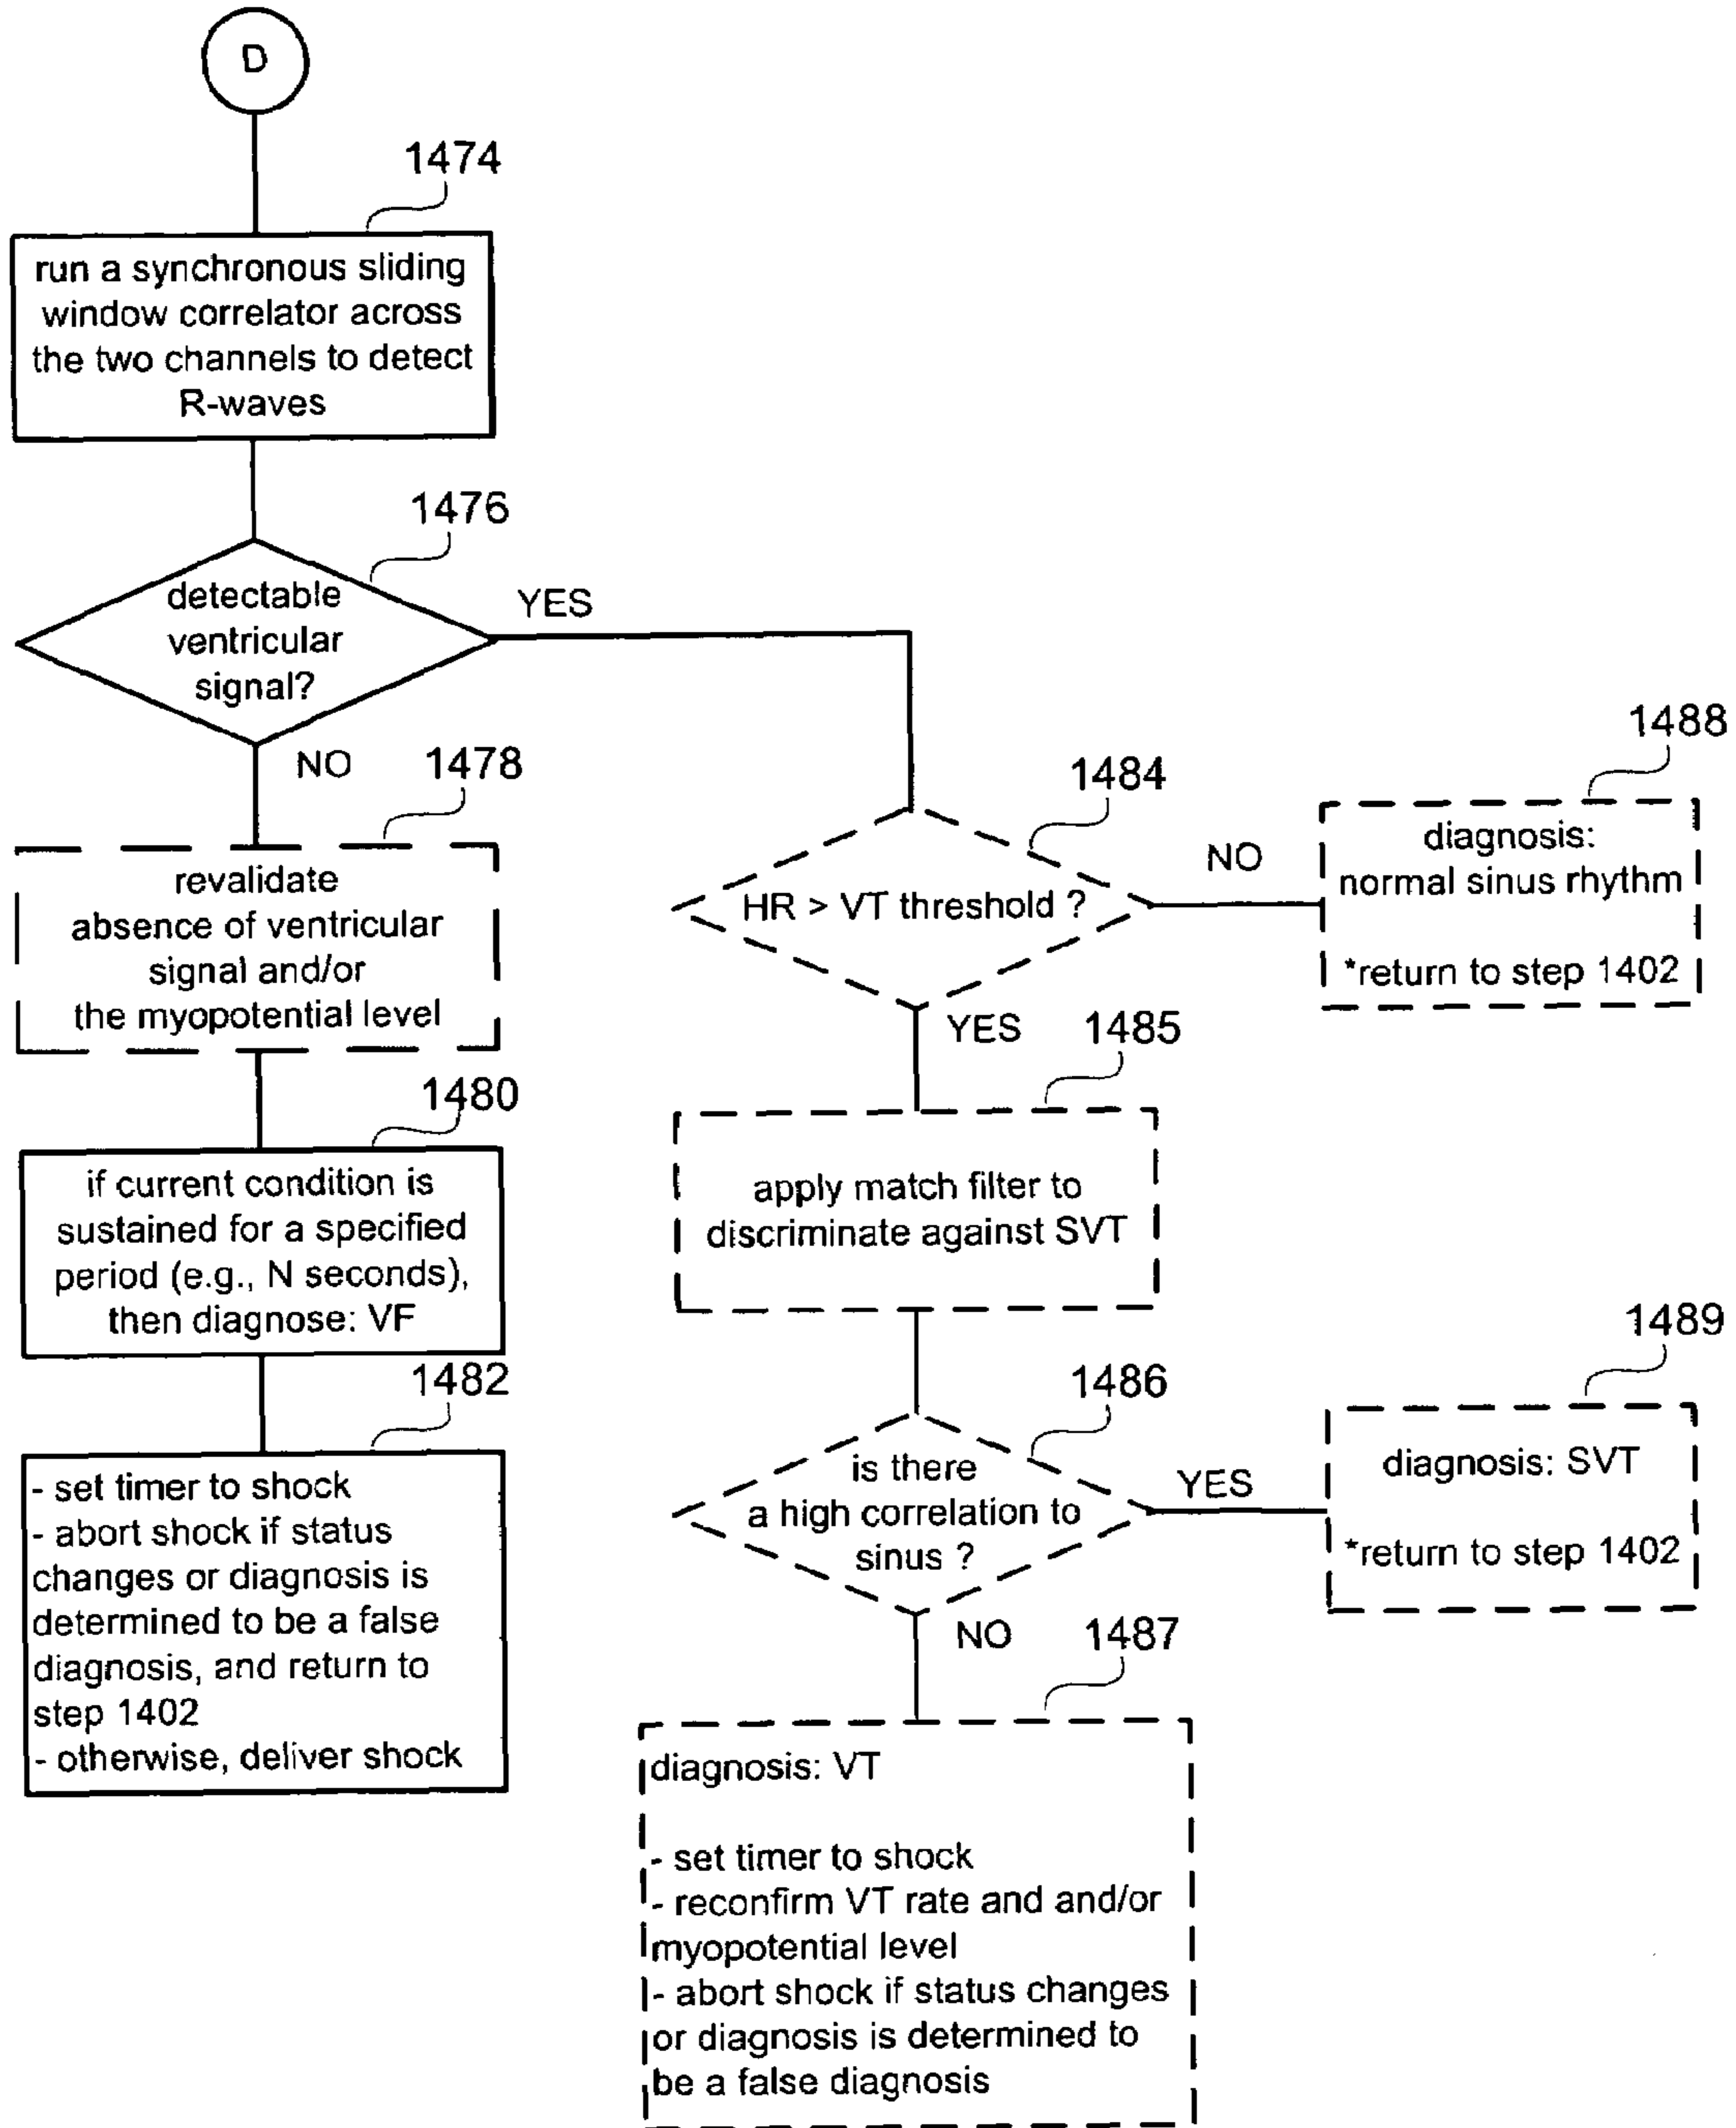 D
1474
run a synchronous sliding
window correlator across
the two channels to detect
R-waves
1476
detectable
ventricular
signal?
YES
NO
1478
revalidate
absence of ventricular
signal and/or
the myopotential level
1480
if current condition is
sustained for a specified
period (e.g., N seconds),
then diagnose: VF
1482
- set timer to shock
- abort shock if status
changes or diagnosis is
determined to be a false
diagnosis, and return to
step 1402
- otherwise, deliver shock
1484
HR > VT threshold ?
NO
1488
diagnosis:
normal sinus rhythm
*return to step 1402
YES
1485
apply match filter to
discriminate against SVT
1486
is there
a high correlation to
sinus ?
YES
1489
diagnosis: SVT
*return to step 1402
NO
1487
diagnosis: VT
- set timer to shock
- reconfirm VT rate and and/or
myopotential level
- abort shock if status changes
or diagnosis is determined to
be a false diagnosis